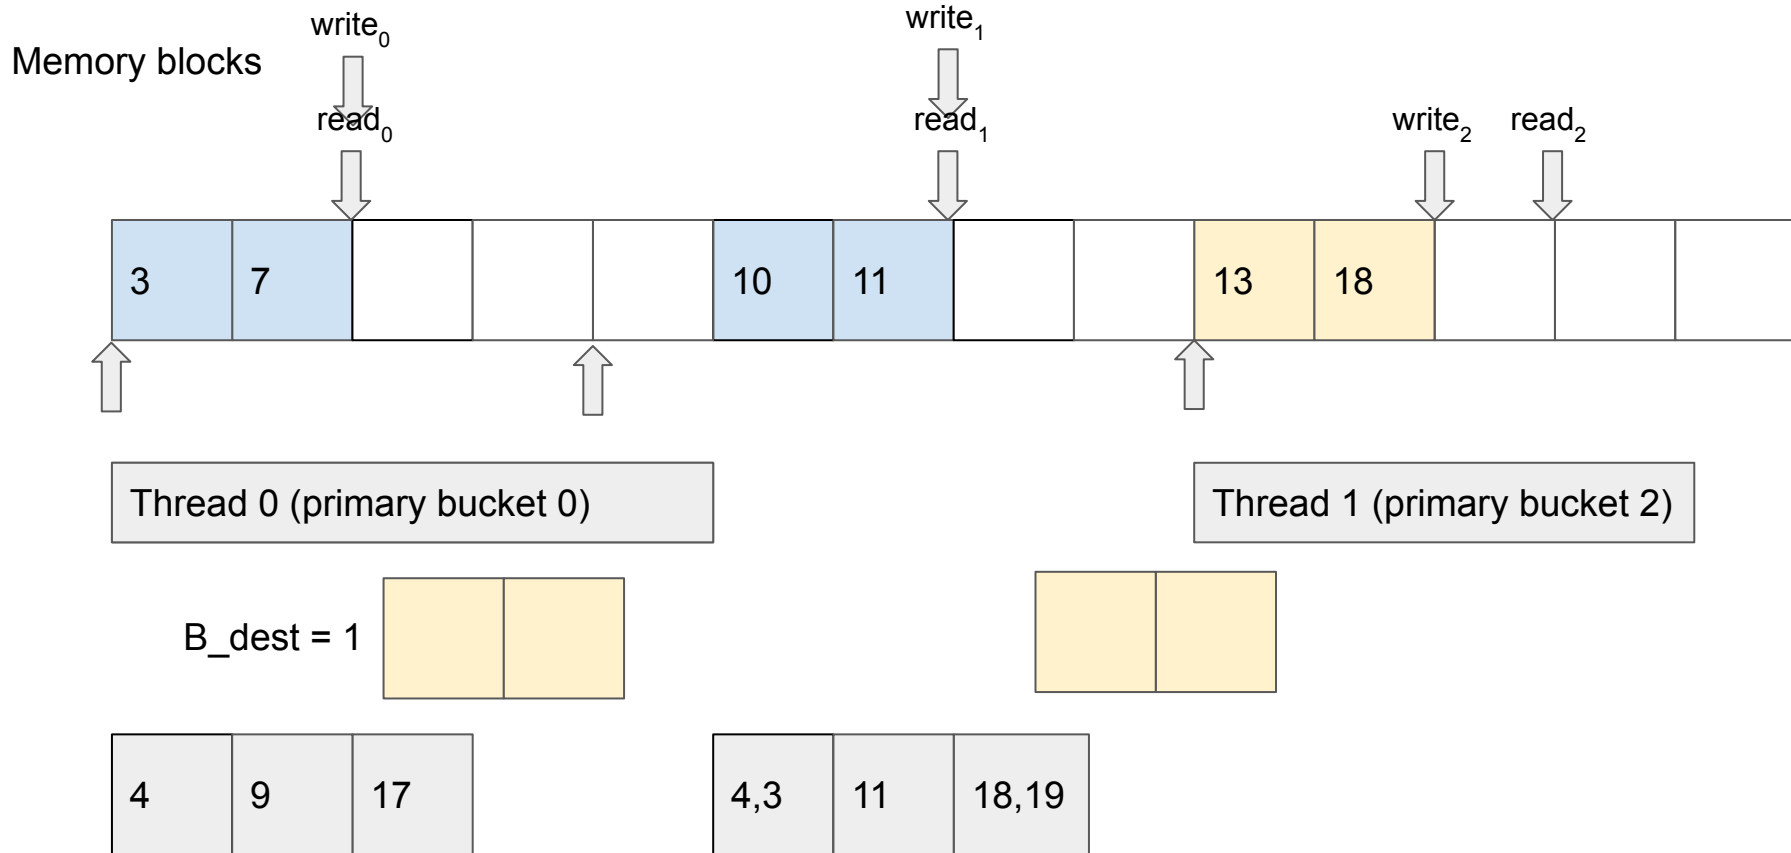 write0 write1
Memory blocks
read0 read1 write2 read2
3 7 10 11 13 18
Thread 0 (primary bucket 0) Thread 1 (primary bucket 2)
B_dest = 1
4 9 17 4,3 11 18,19